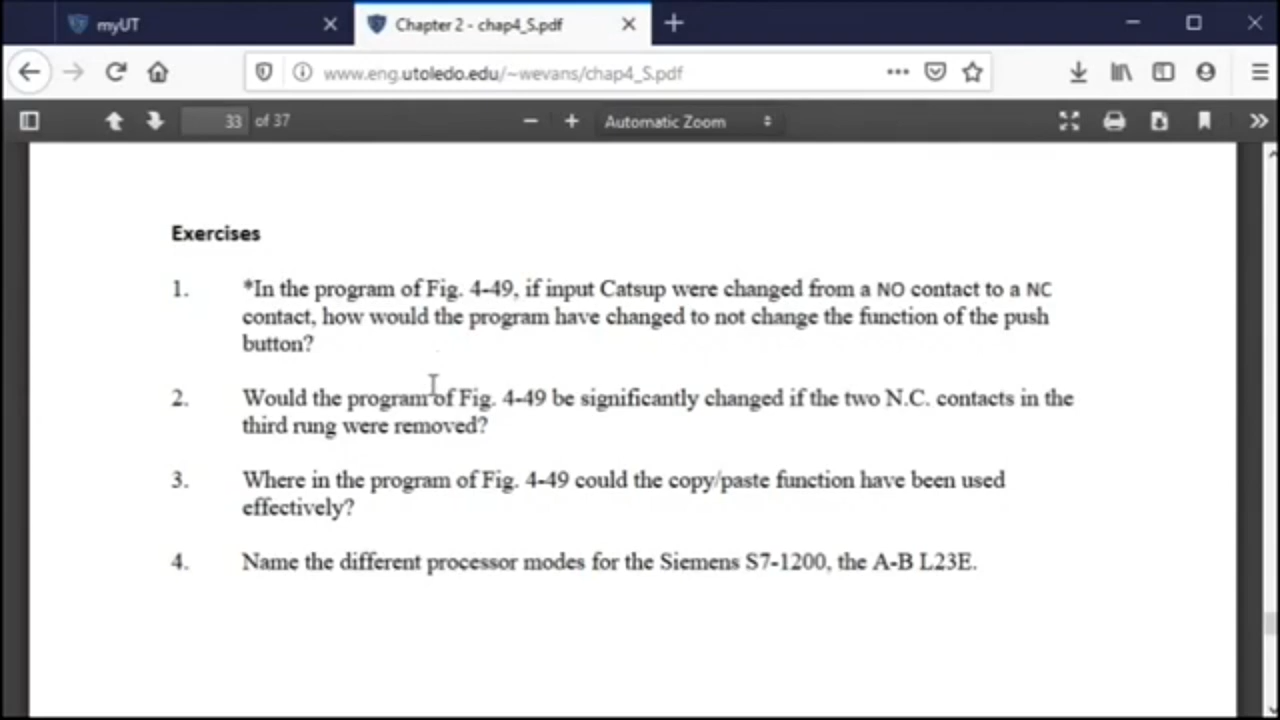 myUT
Chapter 2 - chap4_S.pdf
www.eng.utoledo.edu/~wevans/chap4_S.pdf
33 of 37
Automatic Zoom
Exercises
1. *In the program of Fig. 4-49, if input Catsup were changed from a NO contact to a NC
contact, how would the program have changed to not change the function of the push
button?
2. Would the program of Fig. 4-49 be significantly changed if the two N.C. contacts in the
third rung were removed?
3. Where in the program of Fig. 4-49 could the copy/paste function have been used
effectively?
4. Name the different processor modes for the Siemens S7-1200, the A-B L23E.